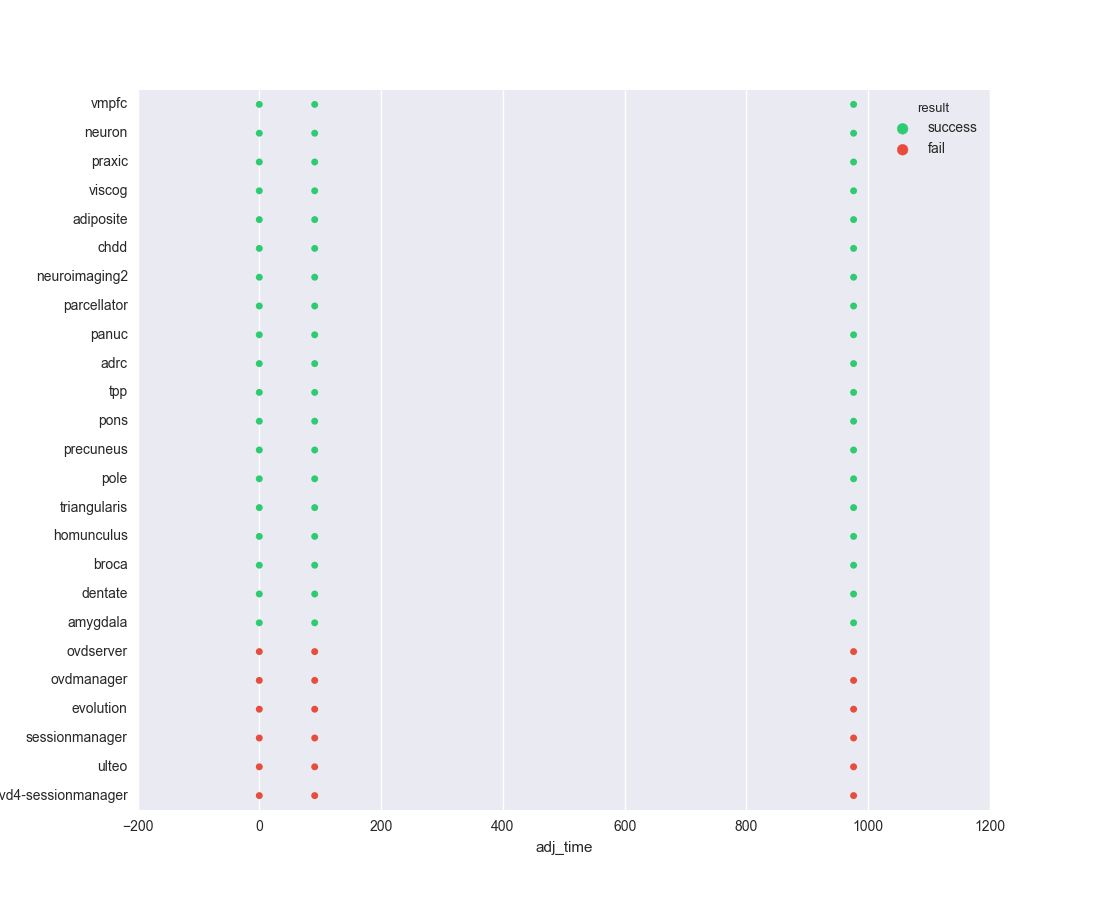 vmpfc
neuron
praxic
viscog
adiposite
chdd
neuroimaging2
parcellator
panuc
adrc
tpp
pons
precuneus
pole
triangularis
homunculus
broca
dentate
amygdala
ovdserver
ovdmanager
evolution
sessionmanager
ulteo
vd4-sessionmanager
result
success
fail
−200 0 200 400 600 800 1000 1200
adj_time